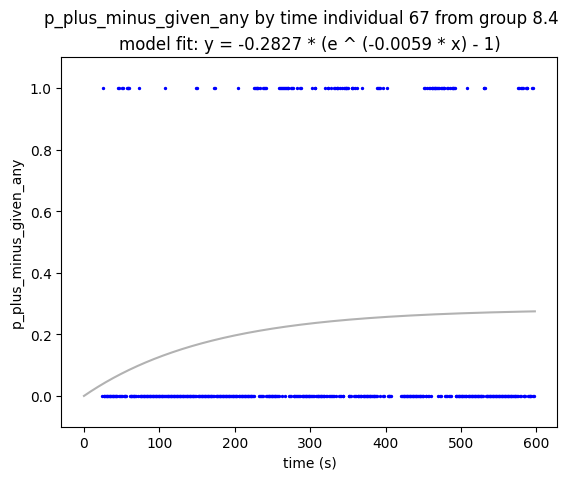 p_plus_minus_given_any by time individual 67 from group 8.4
model fit: y = -0.2827 * (e ^ (-0.0059 * x) - 1)
1.0
0.8
0.6
0.4
0.2
0.0
p_plus_minus_given_any
0 100 200 300 400 500 600
time (s)